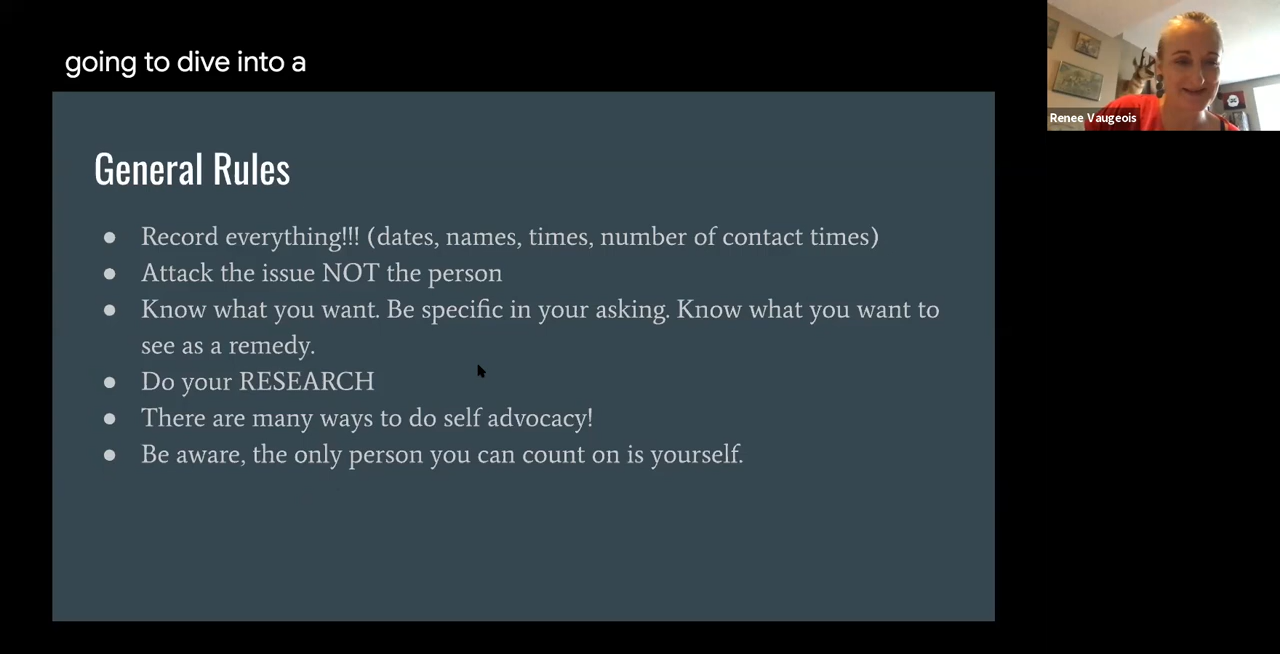 going to dive into a
Renee Vaugeois
General Rules
● Record everything!!! (dates, names, times, number of contact times)
● Attack the issue NOT the person
● Know what you want. Be specific in your asking. Know what you want to
see as a remedy.
● Do your RESEARCH
● There are many ways to do self advocacy!
● Be aware, the only person you can count on is yourself.